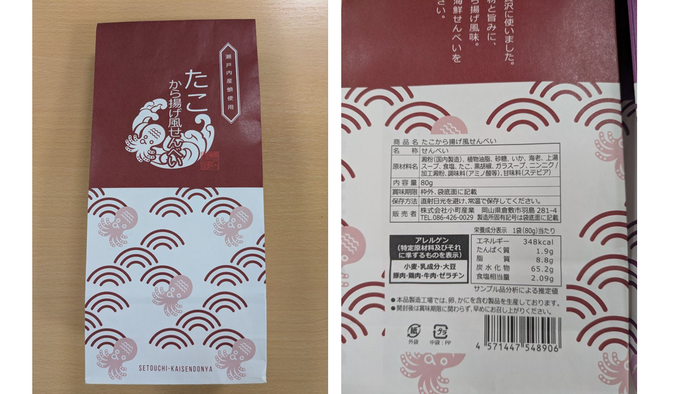 瀬戸内産蛸使用
たこ
から揚げ風せんべい
SETOUCHI-KAISENDONYA
沢に使いました。
物と旨みに、
ら揚げ風味。
海鮮せんべいを
さい。
商品名 たこから揚げ風せんべい
名称 せんべい
原材料名 澱粉(国内製造)、植物油脂、砂糖、いか、海老、上湯
スープ、食塩、たこ、黒胡椒、ガラスープ、ニンニク/
加工澱粉、調味料(アミノ酸等)、甘味料(ステビア)
内容量 80g
賞味期限 枠外、袋底面に記載
保存方法 直射日光を避け、常温で保存してください。
販売者 株式会社小町産業 岡山県倉敷市羽島 281-4
TEL.086-426-0029 製造所固有記号は袋底面に記載
アレルゲン
(特定原材料及びそれ
に準ずるものを表示)
小麦・乳成分・大豆
豚肉・鶏肉・牛肉・ゼラチン
栄養成分表示 1袋(80g)当たり
エネルギー 348kcal
たんぱく質 1.9g
脂質 8.8g
炭水化物 65.2g
食塩相当量 2.09g
サンプル品分析による推定値
●本品製造工場では、卵、かにを含む製品を生産しております。
●開封後は賞味期限に関わらず、早めにお召し上がりください。
紙
外袋
プラ
中袋:PP
4 571447 548906